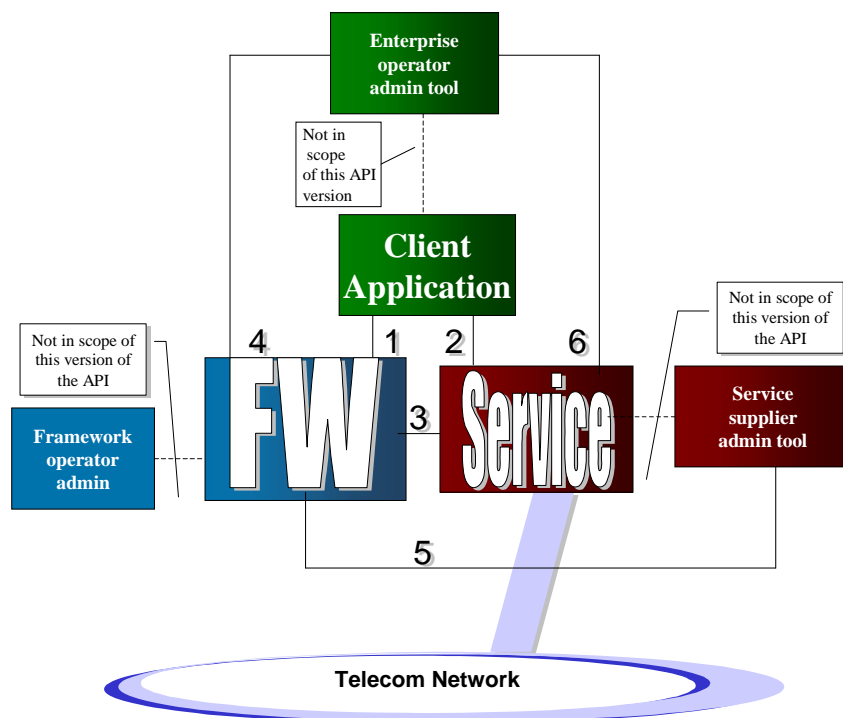 Enterprise
operator
admin tool
Not in
scope
of this API
version
Client
Application
Not in scope of
this version of
the API
Not in scope of
this version of
the API
4
1
2
6
FW
3
Service
Framework
operator
admin
Service
supplier
admin tool
5
Telecom Network